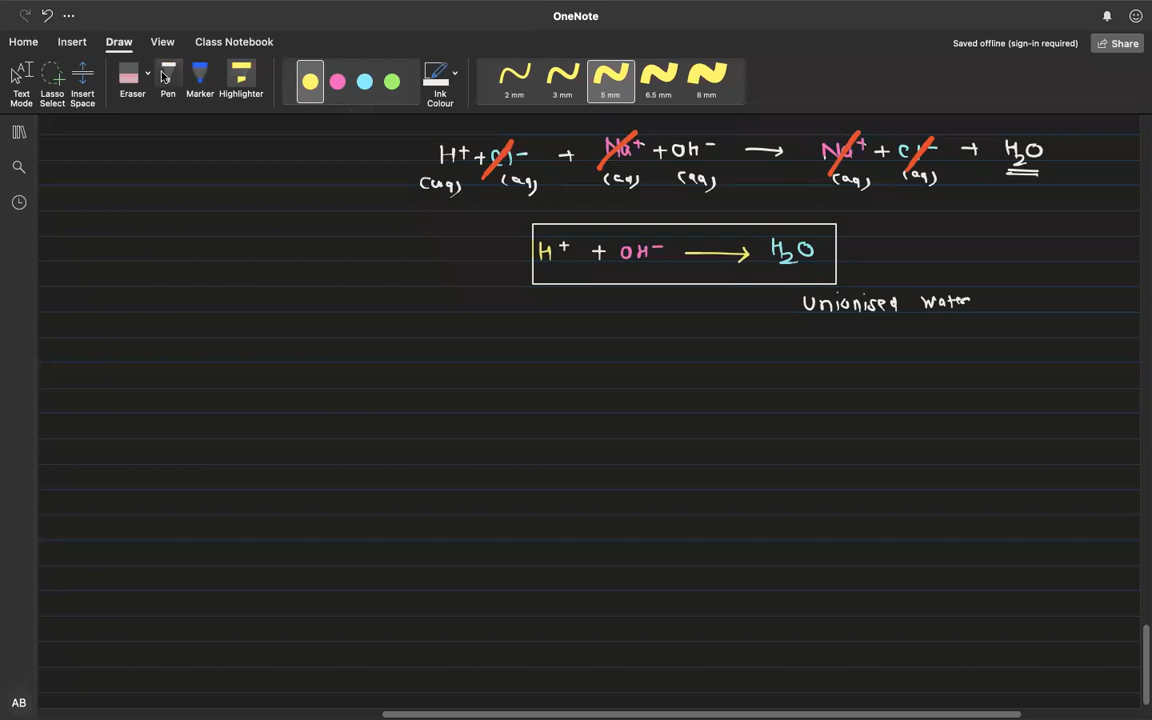 OneNote
Home Insert Draw View Class Notebook
Saved offline (sign-in required) Share
Text Mode
Lasso Select
Insert Space
Eraser
Pen
Marker
Highlighter
Ink Colour
2 mm 3 mm 5 mm 6.5 mm 8 mm
H⁺ + Cl⁻ + Na⁺ + OH⁻ → Na⁺ + Cl⁻ + H₂O
(aq) (aq) (aq) (aq) (aq) (aq)
H⁺ + OH⁻ → H₂O
Unionised water
AB